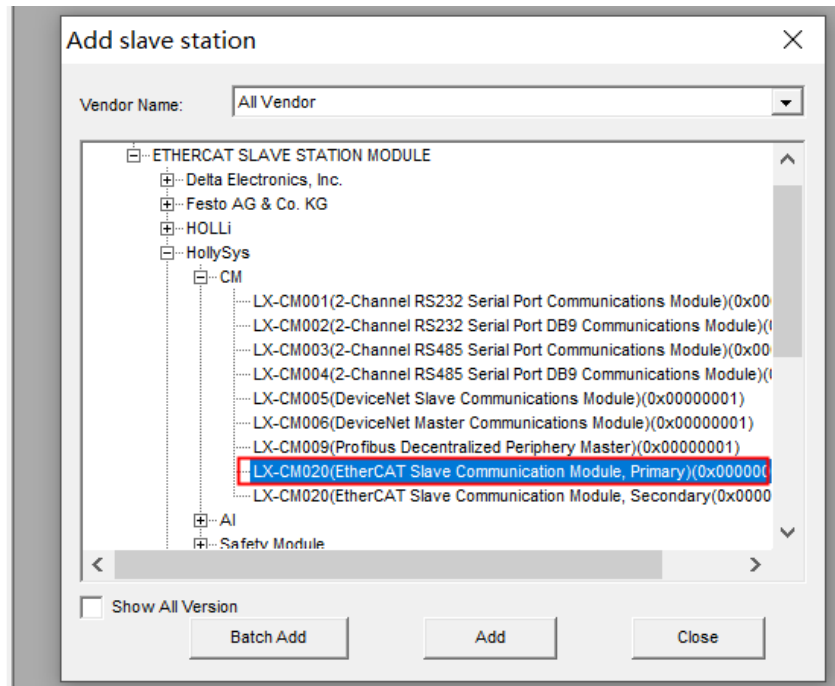 Add slave station
Vendor Name: All Vendor
ETHERCAT SLAVE STATION MODULE
Delta Electronics, Inc.
Festo AG & Co. KG
HOLLi
HollySys
CM
LX-CM001(2-Channel RS232 Serial Port Communications Module)(0x00
LX-CM002(2-Channel RS232 Serial Port DB9 Communications Module)(
LX-CM003(2-Channel RS485 Serial Port Communications Module)(0x00
LX-CM004(2-Channel RS485 Serial Port DB9 Communications Module)(
LX-CM005(DeviceNet Slave Communications Module)(0x00000001)
LX-CM006(DeviceNet Master Communications Module)(0x00000001)
LX-CM009(Profibus Decentralized Periphery Master)(0x00000001)
LX-CM020(EtherCAT Slave Communication Module, Primary)(0x000000
LX-CM020(EtherCAT Slave Communication Module, Secondary(0x0000
AI
Safety Module
Show All Version
Batch Add Add Close